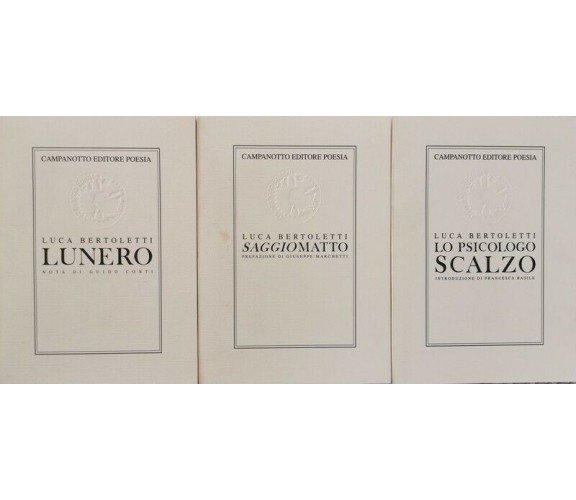 CAMPANOTTO EDITORE POESIA
LUCA BERTOLETTI
LUNERO
NOTA DI GUIDO CONTI
CAMPANOTTO EDITORE POESIA
LUCA BERTOLETTI
SAGGIOMATTO
PREFAZIONE DI GIUSEPPE MARCHETTI
CAMPANOTTO EDITORE POESIA
LUCA BERTOLETTI
LO PSICOLOGO
SCALZO
INTRODUZIONE DI FRANCESCA BASILE